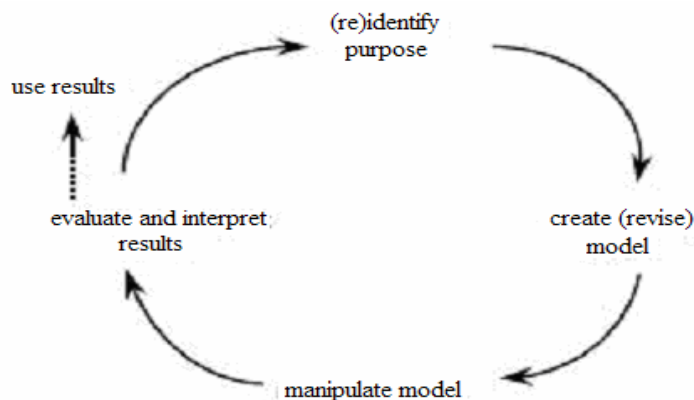 (re)identify
purpose
use results
evaluate and interpret
results
create (revise)
model
manipulate model